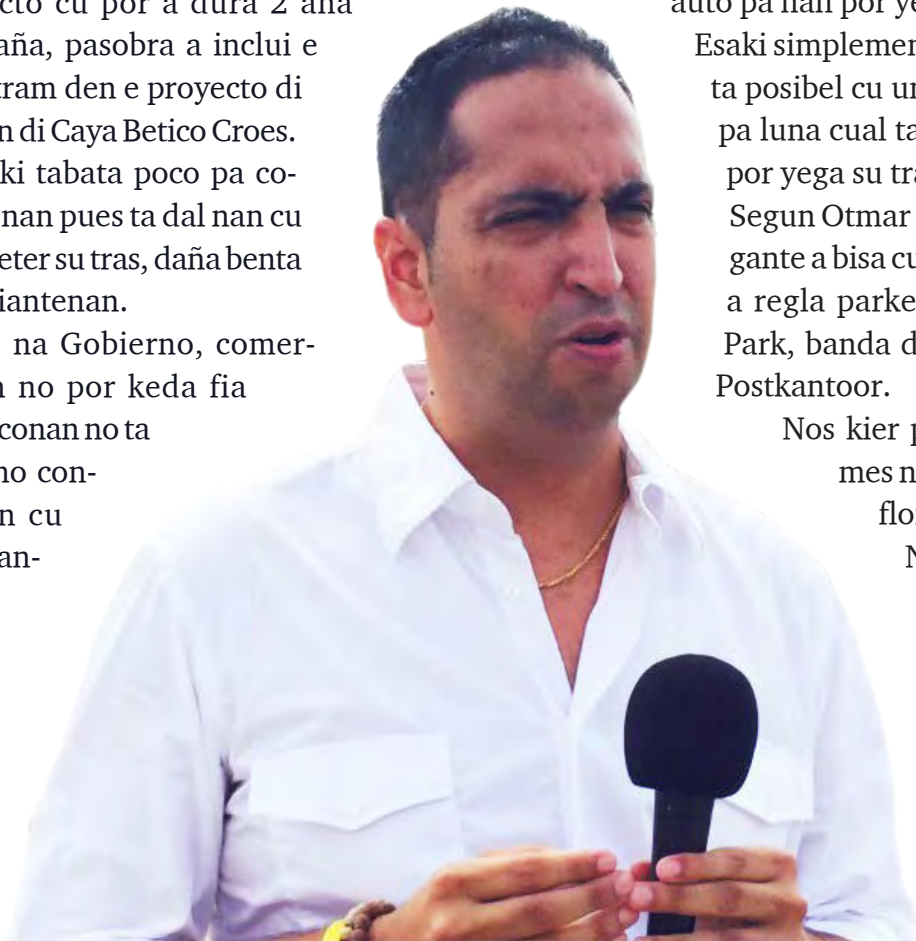 cto cu por a dura 2 aña
aña, pasobra a inclui e
tram den e proyecto di
n di Caya Betico Croes.
ki tabata poco pa co-
nan pues ta dal nan cu
eter su tras, daña benta
iantenan.
na Gobierno, comer-
n no por keda fia
conan no ta
no con-
n cu
an-
auto pa nan por ye
Esaki simplemen
ta posibel cu un
pa luna cual ta
por yega su tra
Segun Otmar
gante a bisa cu
a regla parke
Park, banda d
Postkantoor.
Nos kier p
mes n
flo
N